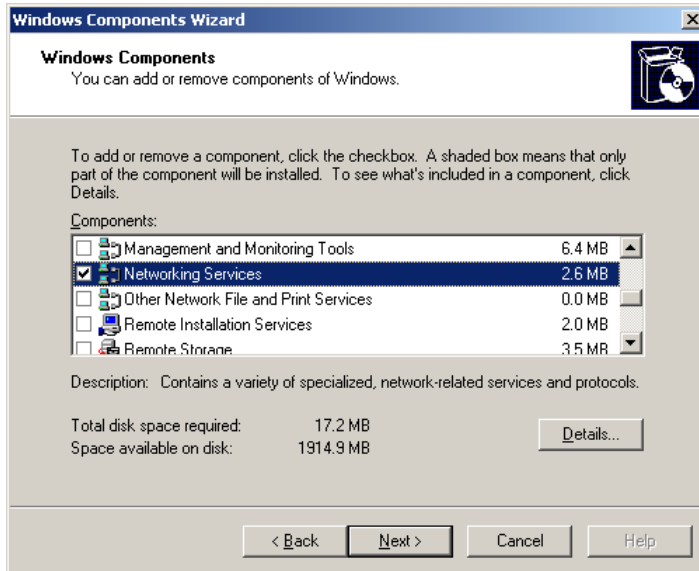 Windows Components Wizard
Windows Components
You can add or remove components of Windows.
To add or remove a component, click the checkbox. A shaded box means that only
part of the component will be installed. To see what's included in a component, click
Details.
Components:
Management and Monitoring Tools 6.4 MB
Networking Services 2.6 MB
Other Network File and Print Services 0.0 MB
Remote Installation Services 2.0 MB
Remote Storage 3.5 MB
Description: Contains a variety of specialized, network-related services and protocols.
Total disk space required: 17.2 MB
Space available on disk: 1914.9 MB
Details...
< Back Next > Cancel Help